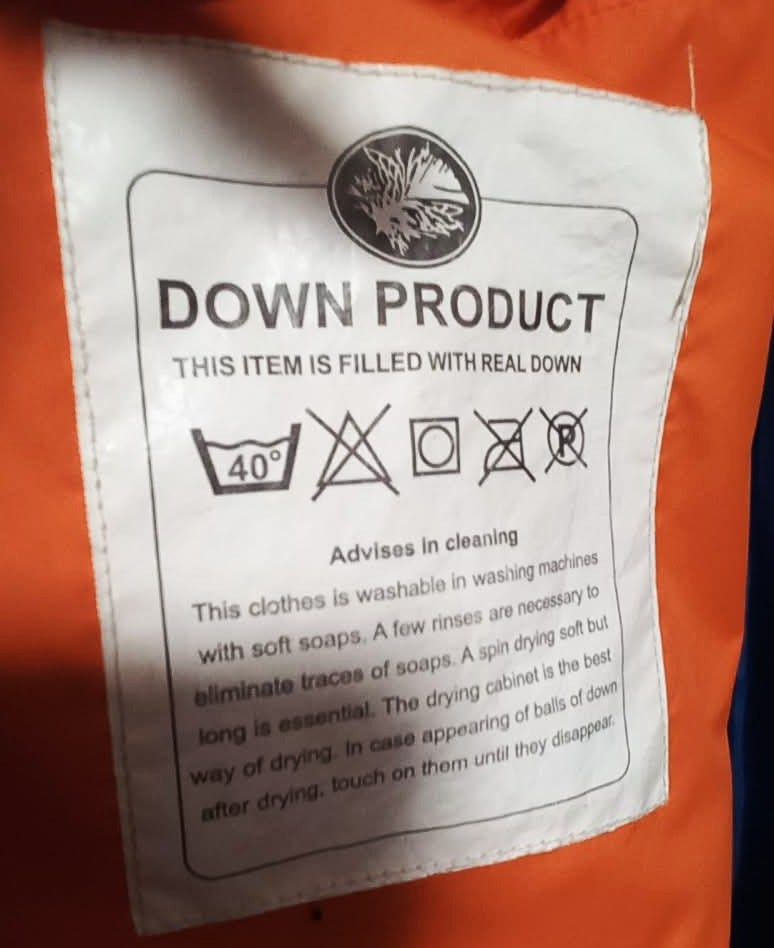 DOWN PRODUCT
THIS ITEM IS FILLED WITH REAL DOWN
40° P
Advises in cleaning
This clothes is washable in washing machines
with soft soaps. A few rinses are necessary to
eliminate traces of soaps. A spin drying soft but
long is essential. The drying cabinet is the best
way of drying. In case appearing of balls of down
after drying, touch on them until they disappear.